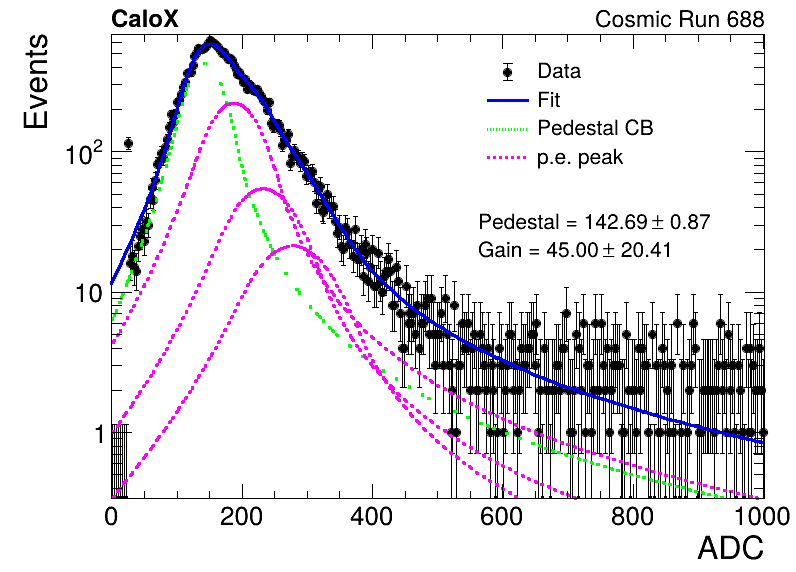 CaloX Cosmic Run 688
Events
Data
Fit
Pedestal CB
p.e. peak
Pedestal = 142.69 ± 0.87
Gain = 45.00 ± 20.41
10²
10
1
0 200 400 600 800 1000
ADC